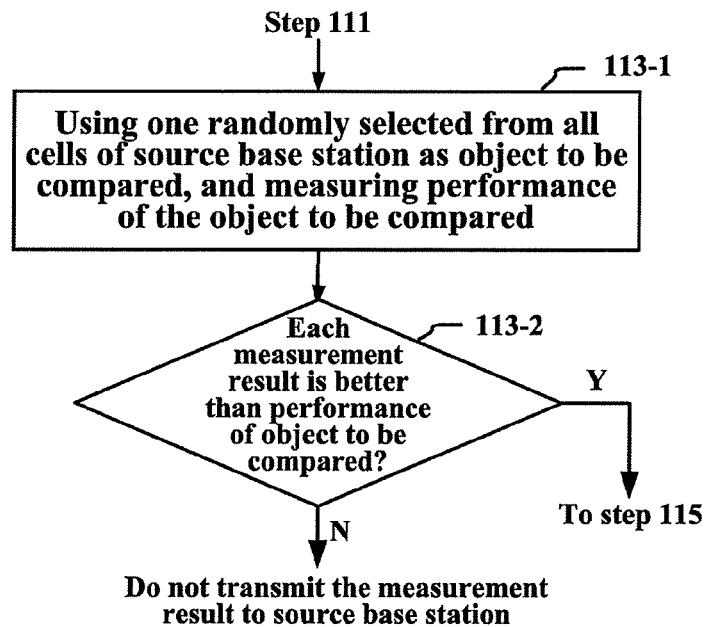 Step 111
113-1
Using one randomly selected from all
cells of source base station as object to be
compared, and measuring performance
of the object to be compared
113-2
Each
measurement
result is better
than performance
of object to be
compared?
Y
To step 115
N
Do not transmit the measurement
result to source base station